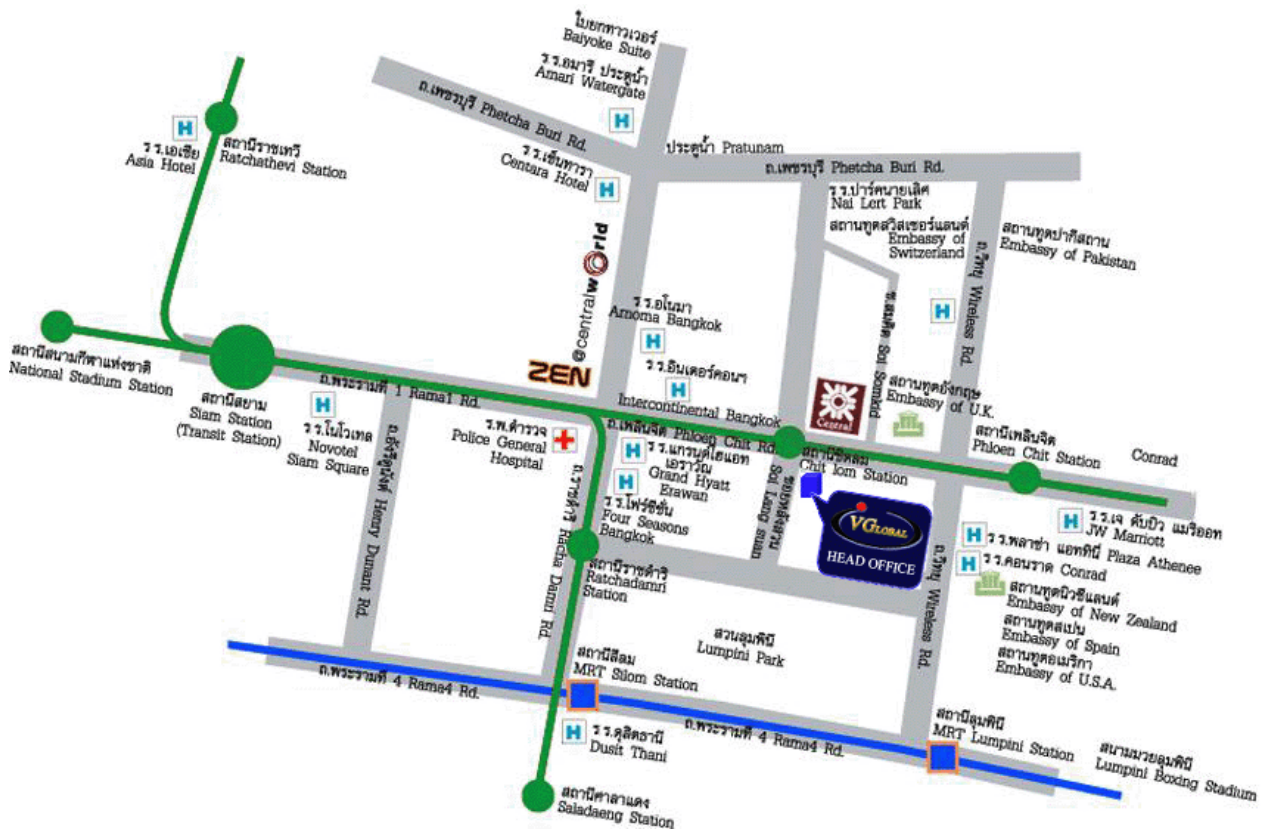 ใบยกทาวเวอร์
Baiyoke Suite
ร.ร.อมารี ประตูน้ำ
Amari Watergate
ถ.เพชรบุรี Phetcha Buri Rd.
ประตูน้ำ Pratunam
ถ.เพชรบุรี Phetcha Buri Rd.
ร.ร.เอเชีย
Asia Hotel
สถานีราชเทวี
Ratchathevi Station
ร.ร.เซ็นทารา
Centara Hotel
ร.ร.ปาร์คนายเลิศ
Nai Lert Park
สถานทูตสวิสเซอร์แลนด์
Embassy of
Switzerland
สถานทูตปากีสถาน
Embassy of Pakistan
ถ.วิทยุ Wireless Rd.
ZEN @centralworld
ร.ร.อโนมา
Arnoma Bangkok
ร.ร.อินเตอร์คอนฯ
Intercontinental Bangkok
ซ.สมคิด Soi Somkid
Central
สถานทูตอังกฤษ
Embassy of U.K.
สถานีสนามกีฬาแห่งชาติ
National Stadium Station
สถานีสยาม
Siam Station
(Transit Station)
ถ.พระรามที่ 1 Rama1 Rd.
ร.ร.โนโวเทล
Novotel
Siam Square
ร.พ.ตำรวจ
Police General
Hospital
ถ.เพลินจิต Phloen Chit Rd.
ร.ร.แกรนด์ไฮแอท
เอราวัณ
Grand Hyatt
Erawan
ร.ร.โฟร์ซีซั่น
Four Seasons
Bangkok
สถานีชิดลม
Chit lom Station
สถานีเพลินจิต
Phloen Chit Station
Conrad
ซอยหลังสวน
Soi Lang suan
VGLOBAL
HEAD OFFICE
ร.ร.เจ ดับบิว แมริออท
JW Marriott
ร.ร.พลาซ่า แอททินี Plaza Athenee
ร.ร.คอนราด Conrad
สถานทูตนิวซีแลนด์
Embassy of New Zealand
สถานทูตสเปน
Embassy of Spain
สถานทูตอเมริกา
Embassy of U.S.A.
ถ.อังรีดูนังต์ Henry Dunant Rd.
ถ.ราชดำริ Racha Damri Rd.
สถานีราชดำริ
Ratchadamri
Station
ถ.วิทยุ Wireless Rd.
สวนลุมพินี
Lumpini Park
สถานีสีลม
MRT Silom Station
ถ.พระรามที่ 4 Rama4 Rd.
ถ.พระรามที่ 4 Rama4 Rd.
ร.ร.ดุสิตธานี
Dusit Thani
สถานีลุมพินี
MRT Lumpini Station
สนามมวยลุมพินี
Lumpini Boxing Stadium
สถานีศาลาแดง
Saladaeng Station